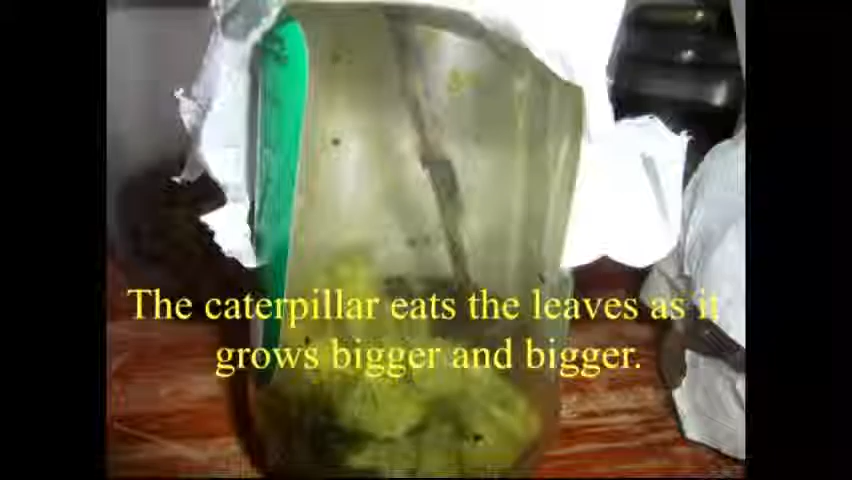 The caterpillar eats the leaves as it
grows bigger and bigger.